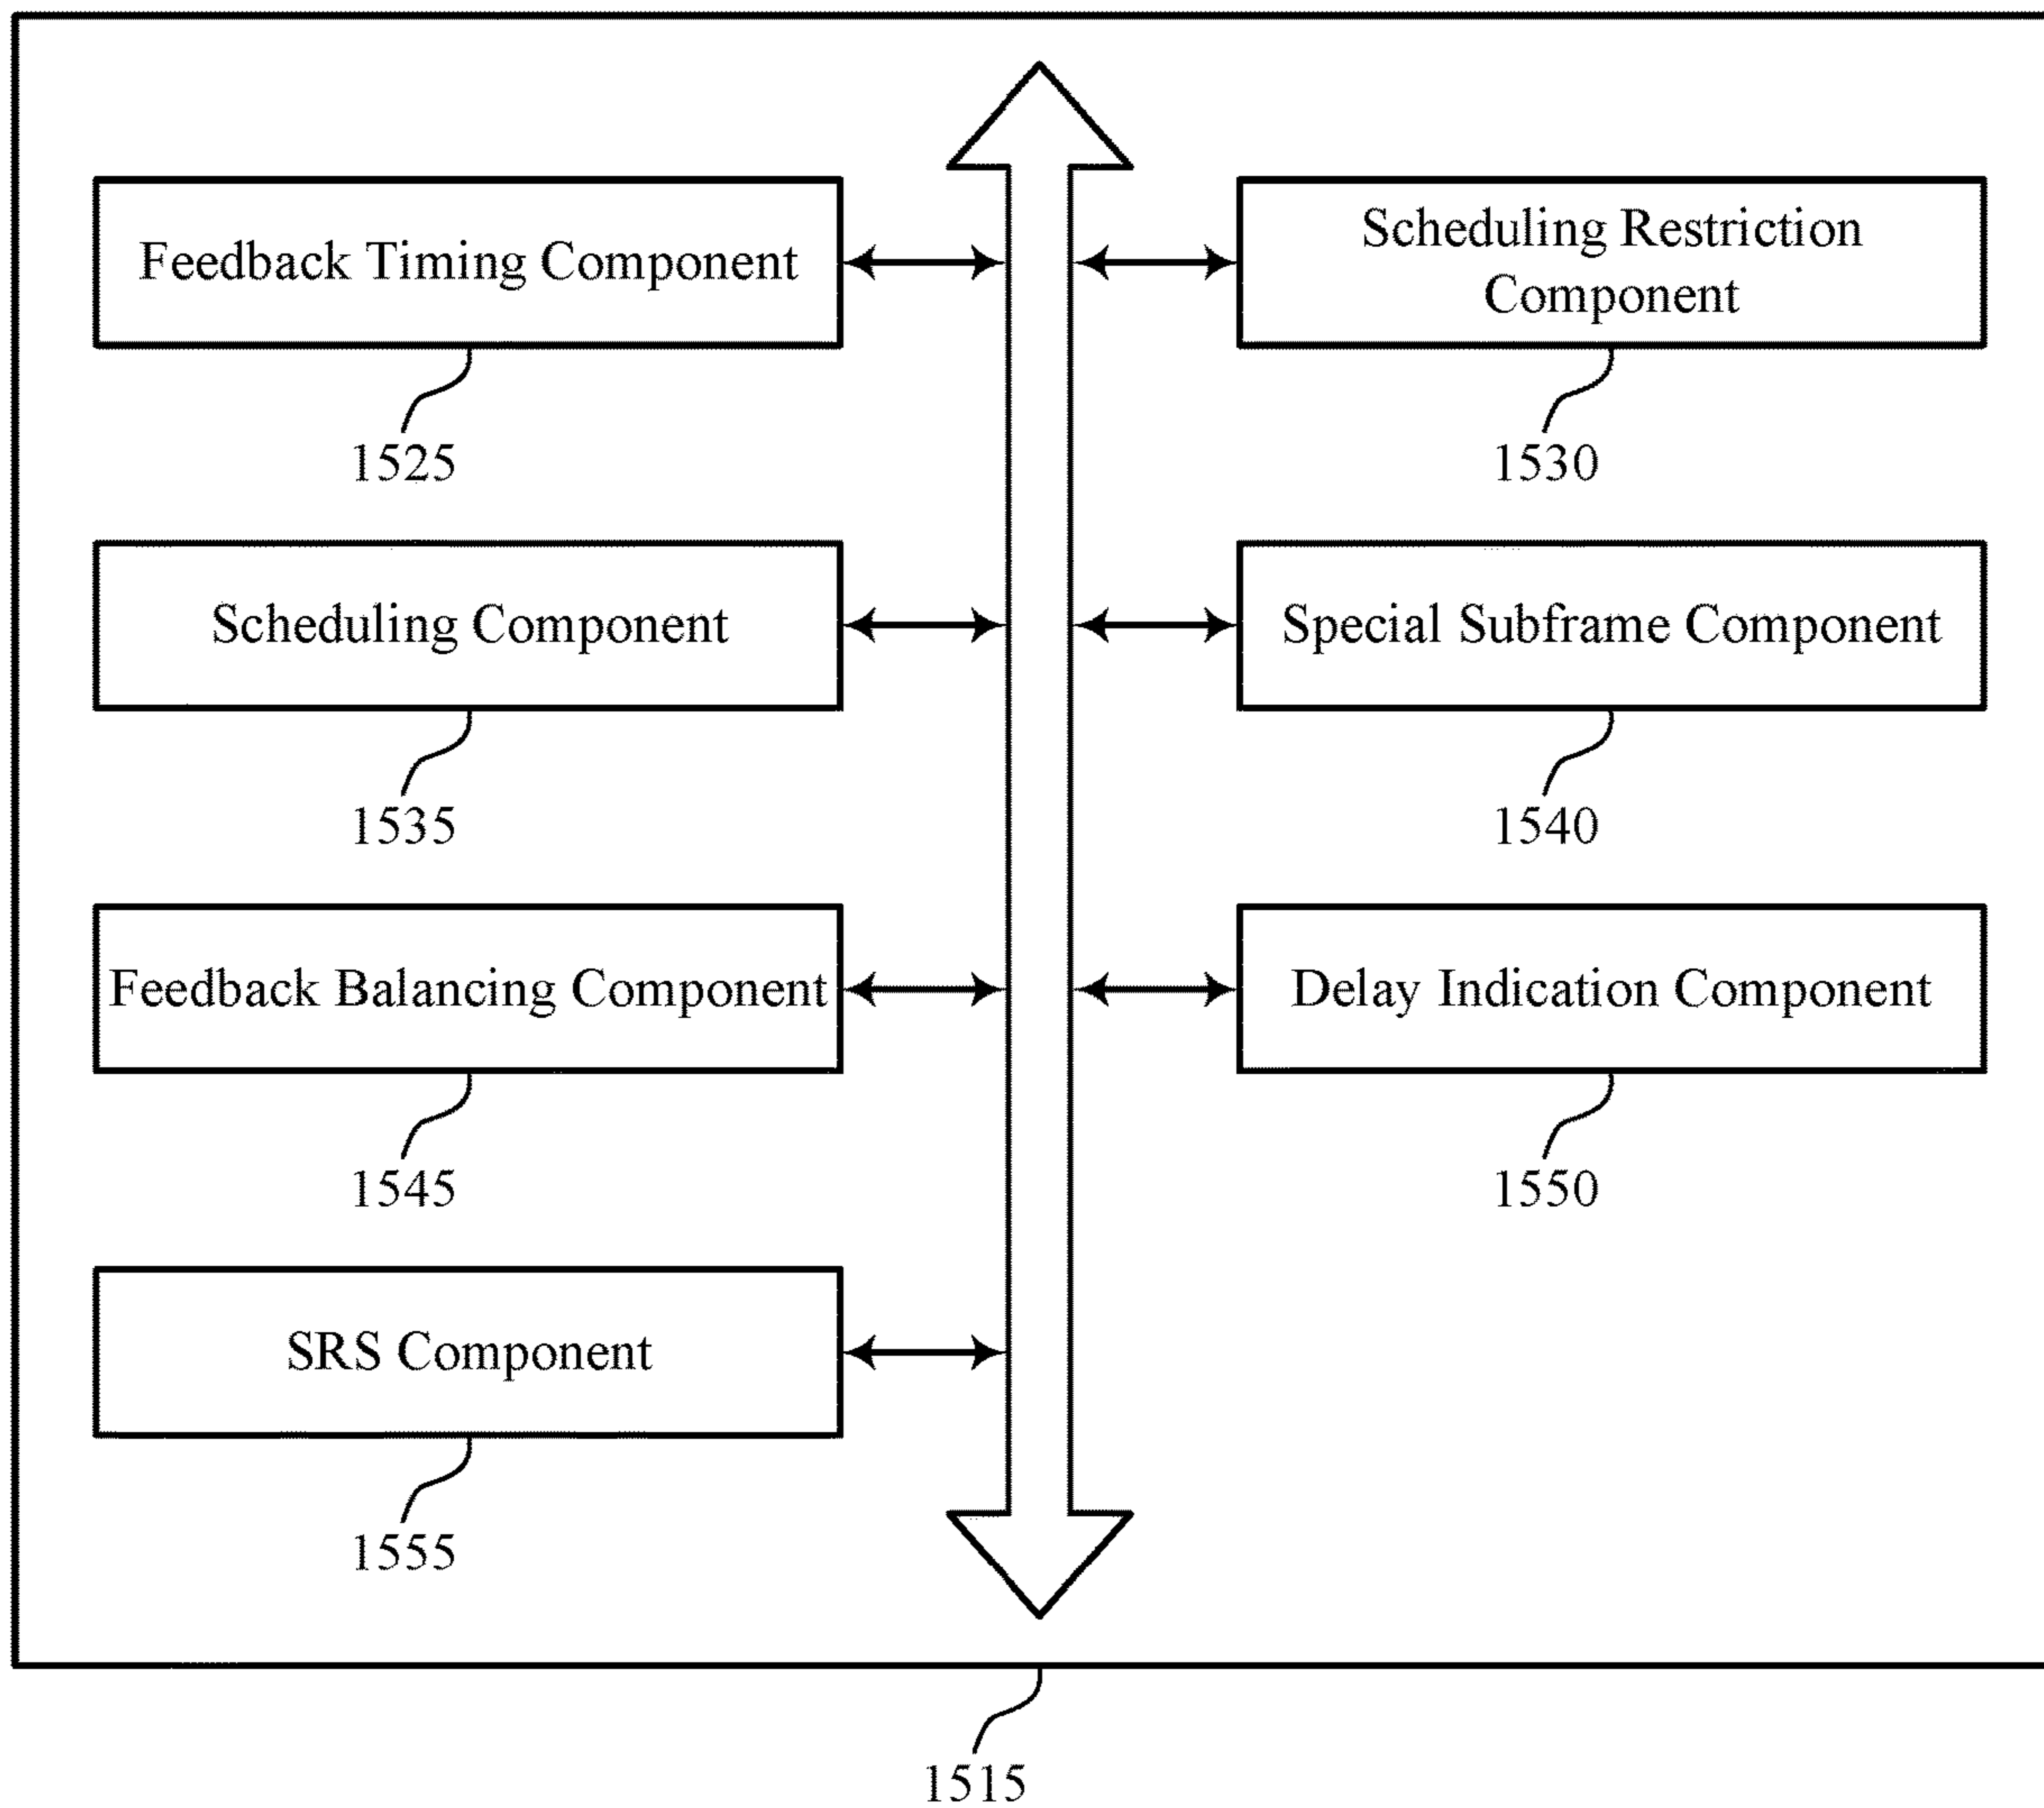 Feedback Timing Component
1525
Scheduling Restriction
Component
1530
Scheduling Component
1535
Special Subframe Component
1540
Feedback Balancing Component
1545
Delay Indication Component
1550
SRS Component
1555
1515